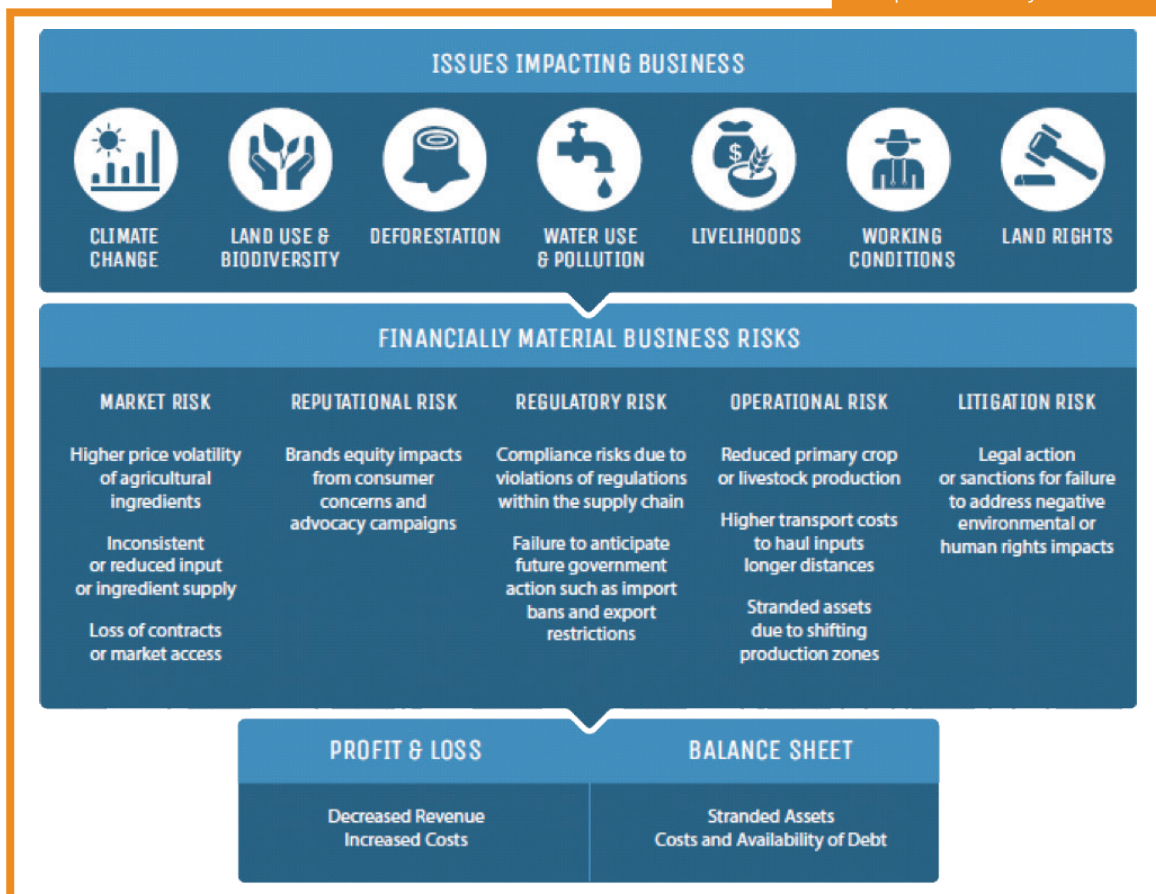 ISSUES IMPACTING BUSINESS
CLIMATE
CHANGE
LAND USE &
BIODIVERSITY
DEFORESTATION
WATER USE
& POLLUTION
LIVELIHOODS
WORKING
CONDITIONS
LAND RIGHTS
FINANCIALLY MATERIAL BUSINESS RISKS
MARKET RISK
Higher price volatility
of agricultural
ingredients
Inconsistent
or reduced input
or ingredient supply
Loss of contracts
or market access
REPUTATIONAL RISK
Brands equity impacts
from consumer
concerns and
advocacy campaigns
REGULATORY RISK
Compliance risks due to
violations of regulations
within the supply chain
Failure to anticipate
future government
action such as import
bans and export
restrictions
OPERATIONAL RISK
Reduced primary crop
or livestock production
Higher transport costs
to haul inputs
longer distances
Stranded assets
due to shifting
production zones
LITIGATION RISK
Legal action
or sanctions for failure
to address negative
environmental or
human rights impacts
PROFIT & LOSS
Decreased Revenue
Increased Costs
BALANCE SHEET
Stranded Assets
Costs and Availability of Debt